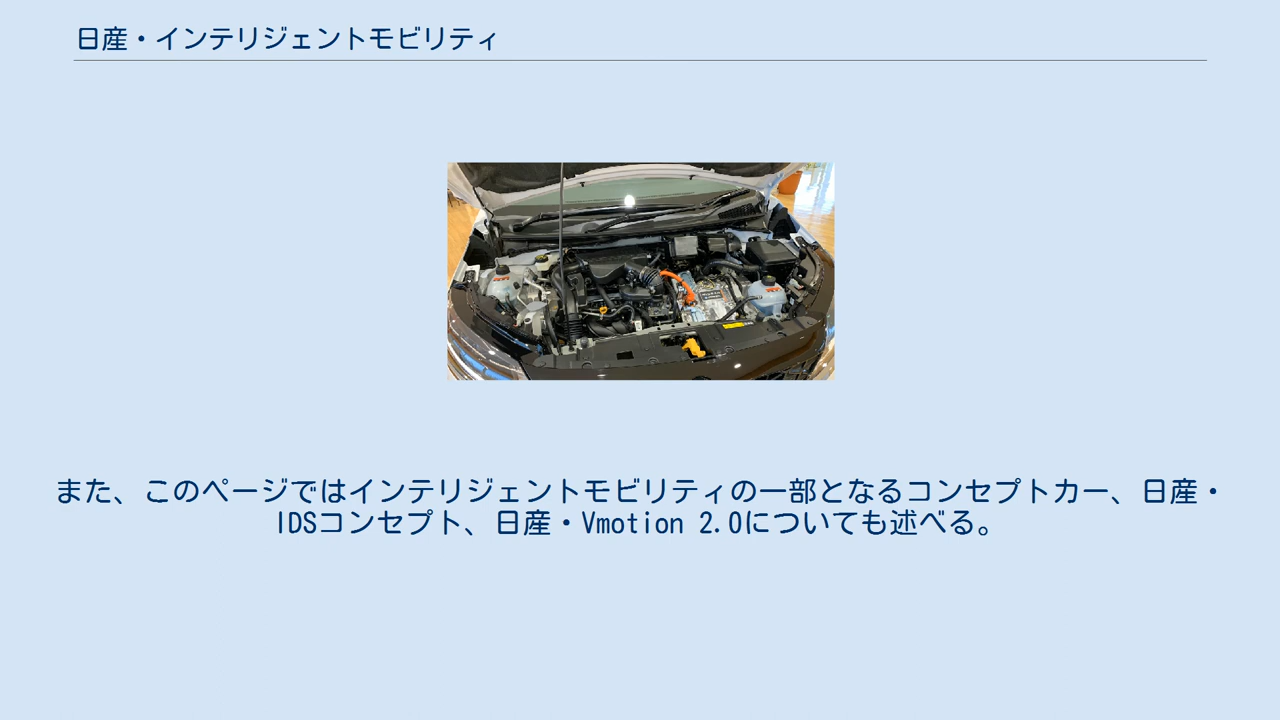 日産・インテリジェントモビリティ
また、このページではインテリジェントモビリティの一部となるコンセプトカー、日産・
IDSコンセプト、日産・Vmotion 2.0についても述べる。